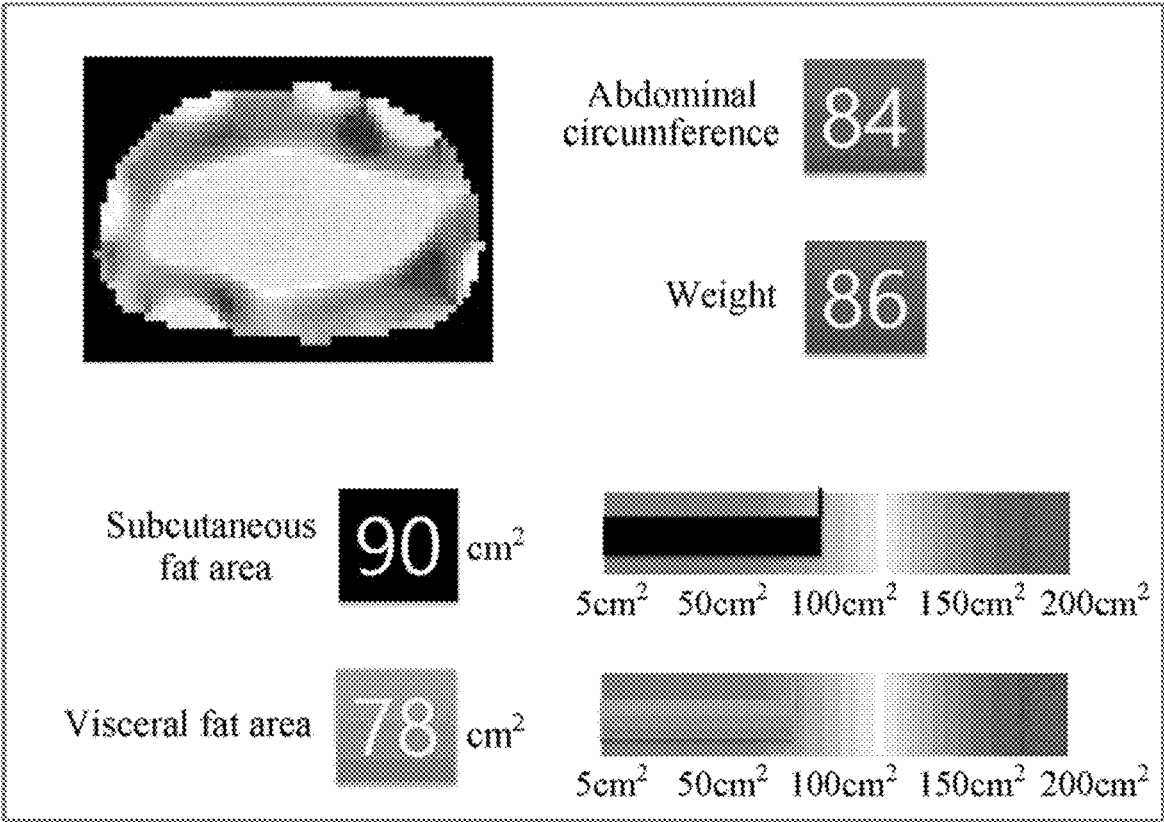 Abdominal
circumference
84
Weight
86
Subcutaneous
fat area
90 cm²
5cm² 50cm² 100cm² 150cm² 200cm²
Visceral fat area
78 cm²
5cm² 50cm² 100cm² 150cm² 200cm²